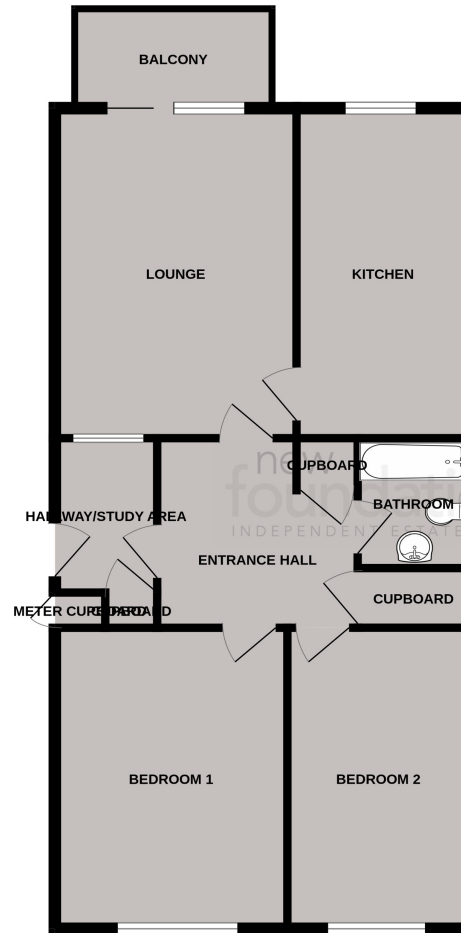 BALCONY
LOUNGE
KITCHEN
new
CUPBOARD
BATHROOM
HALLWAY/STUDY AREA
INDEPENDENT ESTATE
ENTRANCE HALL
CUPBOARD
METER CUPBOARD
CUPBOARD
BEDROOM 1
BEDROOM 2